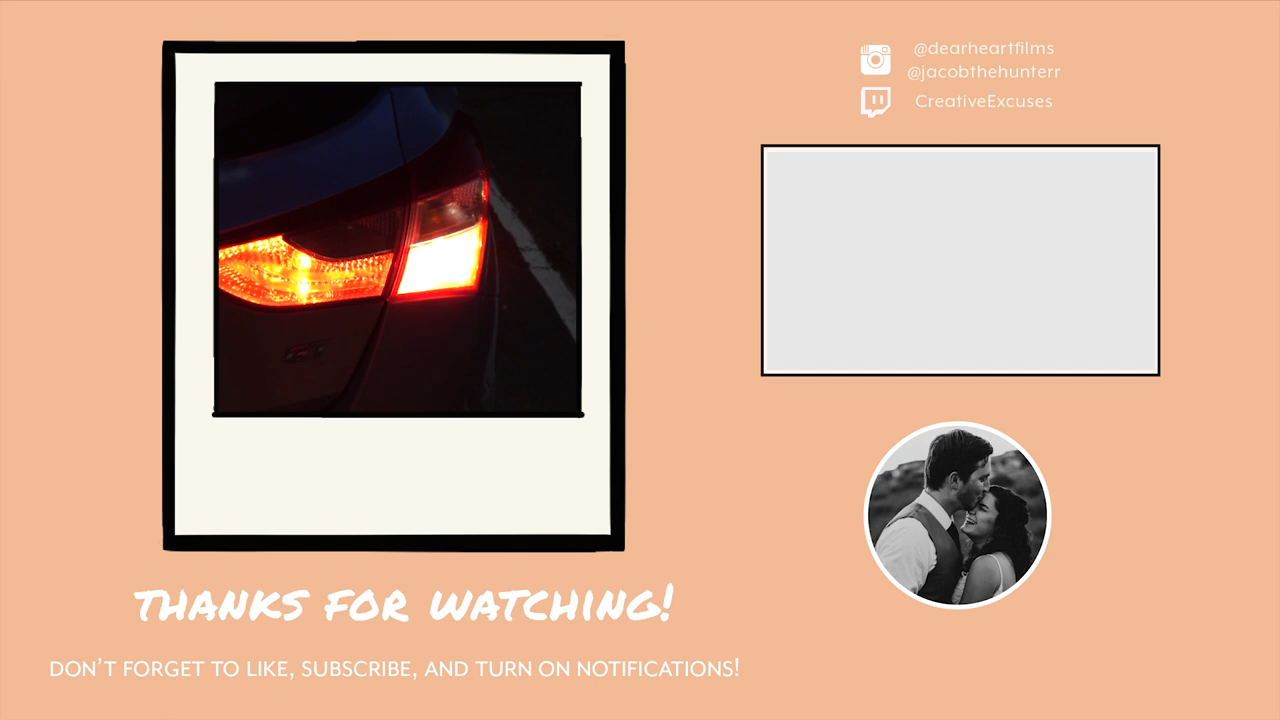 @dearheartfilms
@jacobthehunterr
CreativeExcuses
THANKS FOR WATCHING!
DON'T FORGET TO LIKE, SUBSCRIBE, AND TURN ON NOTIFICATIONS!